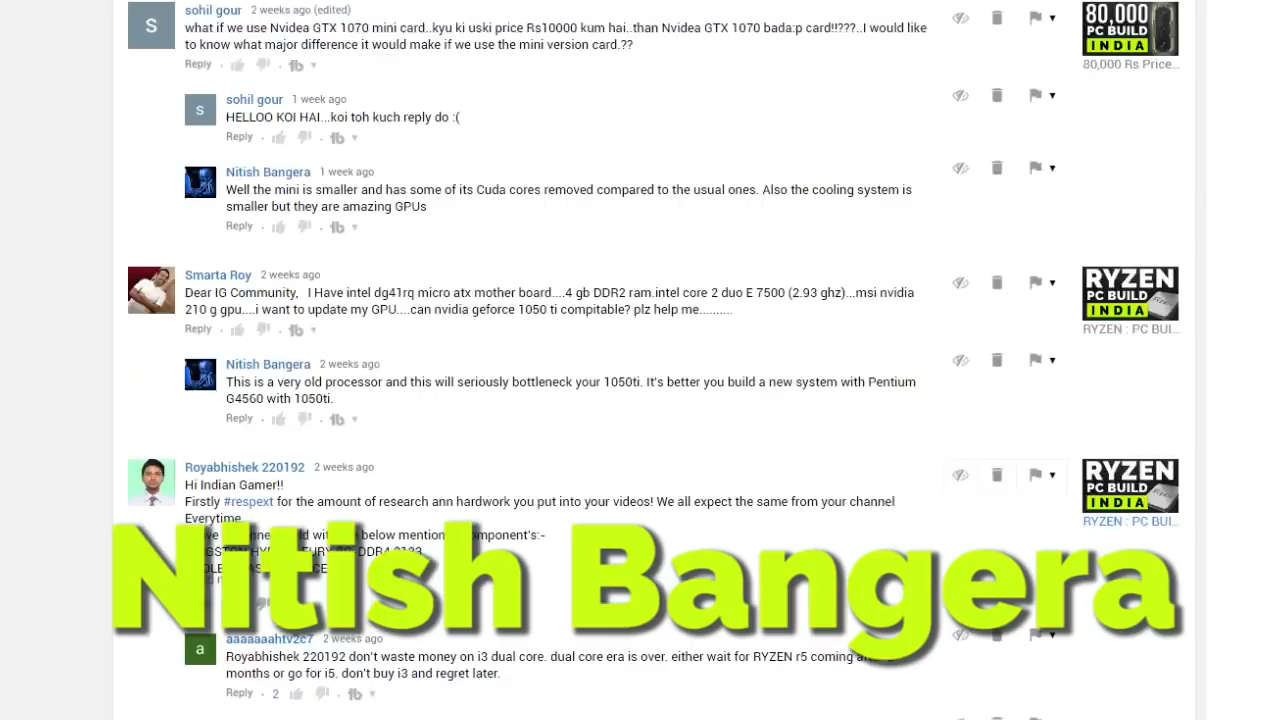 sohil gour 2 weeks ago (edited)
what if we use Nvidea GTX 1070 mini card..kyu ki uski price Rs10000 kum hai..than Nvidea GTX 1070 bada:p card!!???..I would like
to know what major difference it would make if we use the mini version card.??
Reply
80,000
PC BUILD
INDIA
80,000 Rs Price...
s
s
sohil gour 1 week ago
HELLOO KOI HAI...koi toh kuch reply do :(
Reply
Nitish Bangera 1 week ago
Well the mini is smaller and has some of its Cuda cores removed compared to the usual ones. Also the cooling system is
smaller but they are amazing GPUs
Reply
Smarta Roy 2 weeks ago
Dear IG Community, I Have intel dg41rq micro atx mother board....4 gb DDR2 ram.intel core 2 duo E 7500 (2.93 ghz)...msi nvidia
210 g gpu....i want to update my GPU....can nvidia geforce 1050 ti compitable? plz help me.........
Reply
RYZEN
PC BUILD
INDIA
RYZEN : PC BUI...
Nitish Bangera 2 weeks ago
This is a very old processor and this will seriously bottleneck your 1050ti. It's better you build a new system with Pentium
G4560 with 1050ti.
Reply
Royabhishek 220192 2 weeks ago
Hi Indian Gamer!!
Firstly #respext for the amount of research ann hardwork you put into your videos! We all expect the same from your channel
Everytime
RYZEN
PC BUILD
INDIA
RYZEN : PC BUI...
below component's:-
Nitish Bangera
a
aaaaaaahtv2c7 2 weeks ago
Royabhishek 220192 don't waste money on i3 dual core. dual core era is over. either wait for RYZEN r5 coming
months or go for i5. don't buy i3 and regret later.
Reply 2